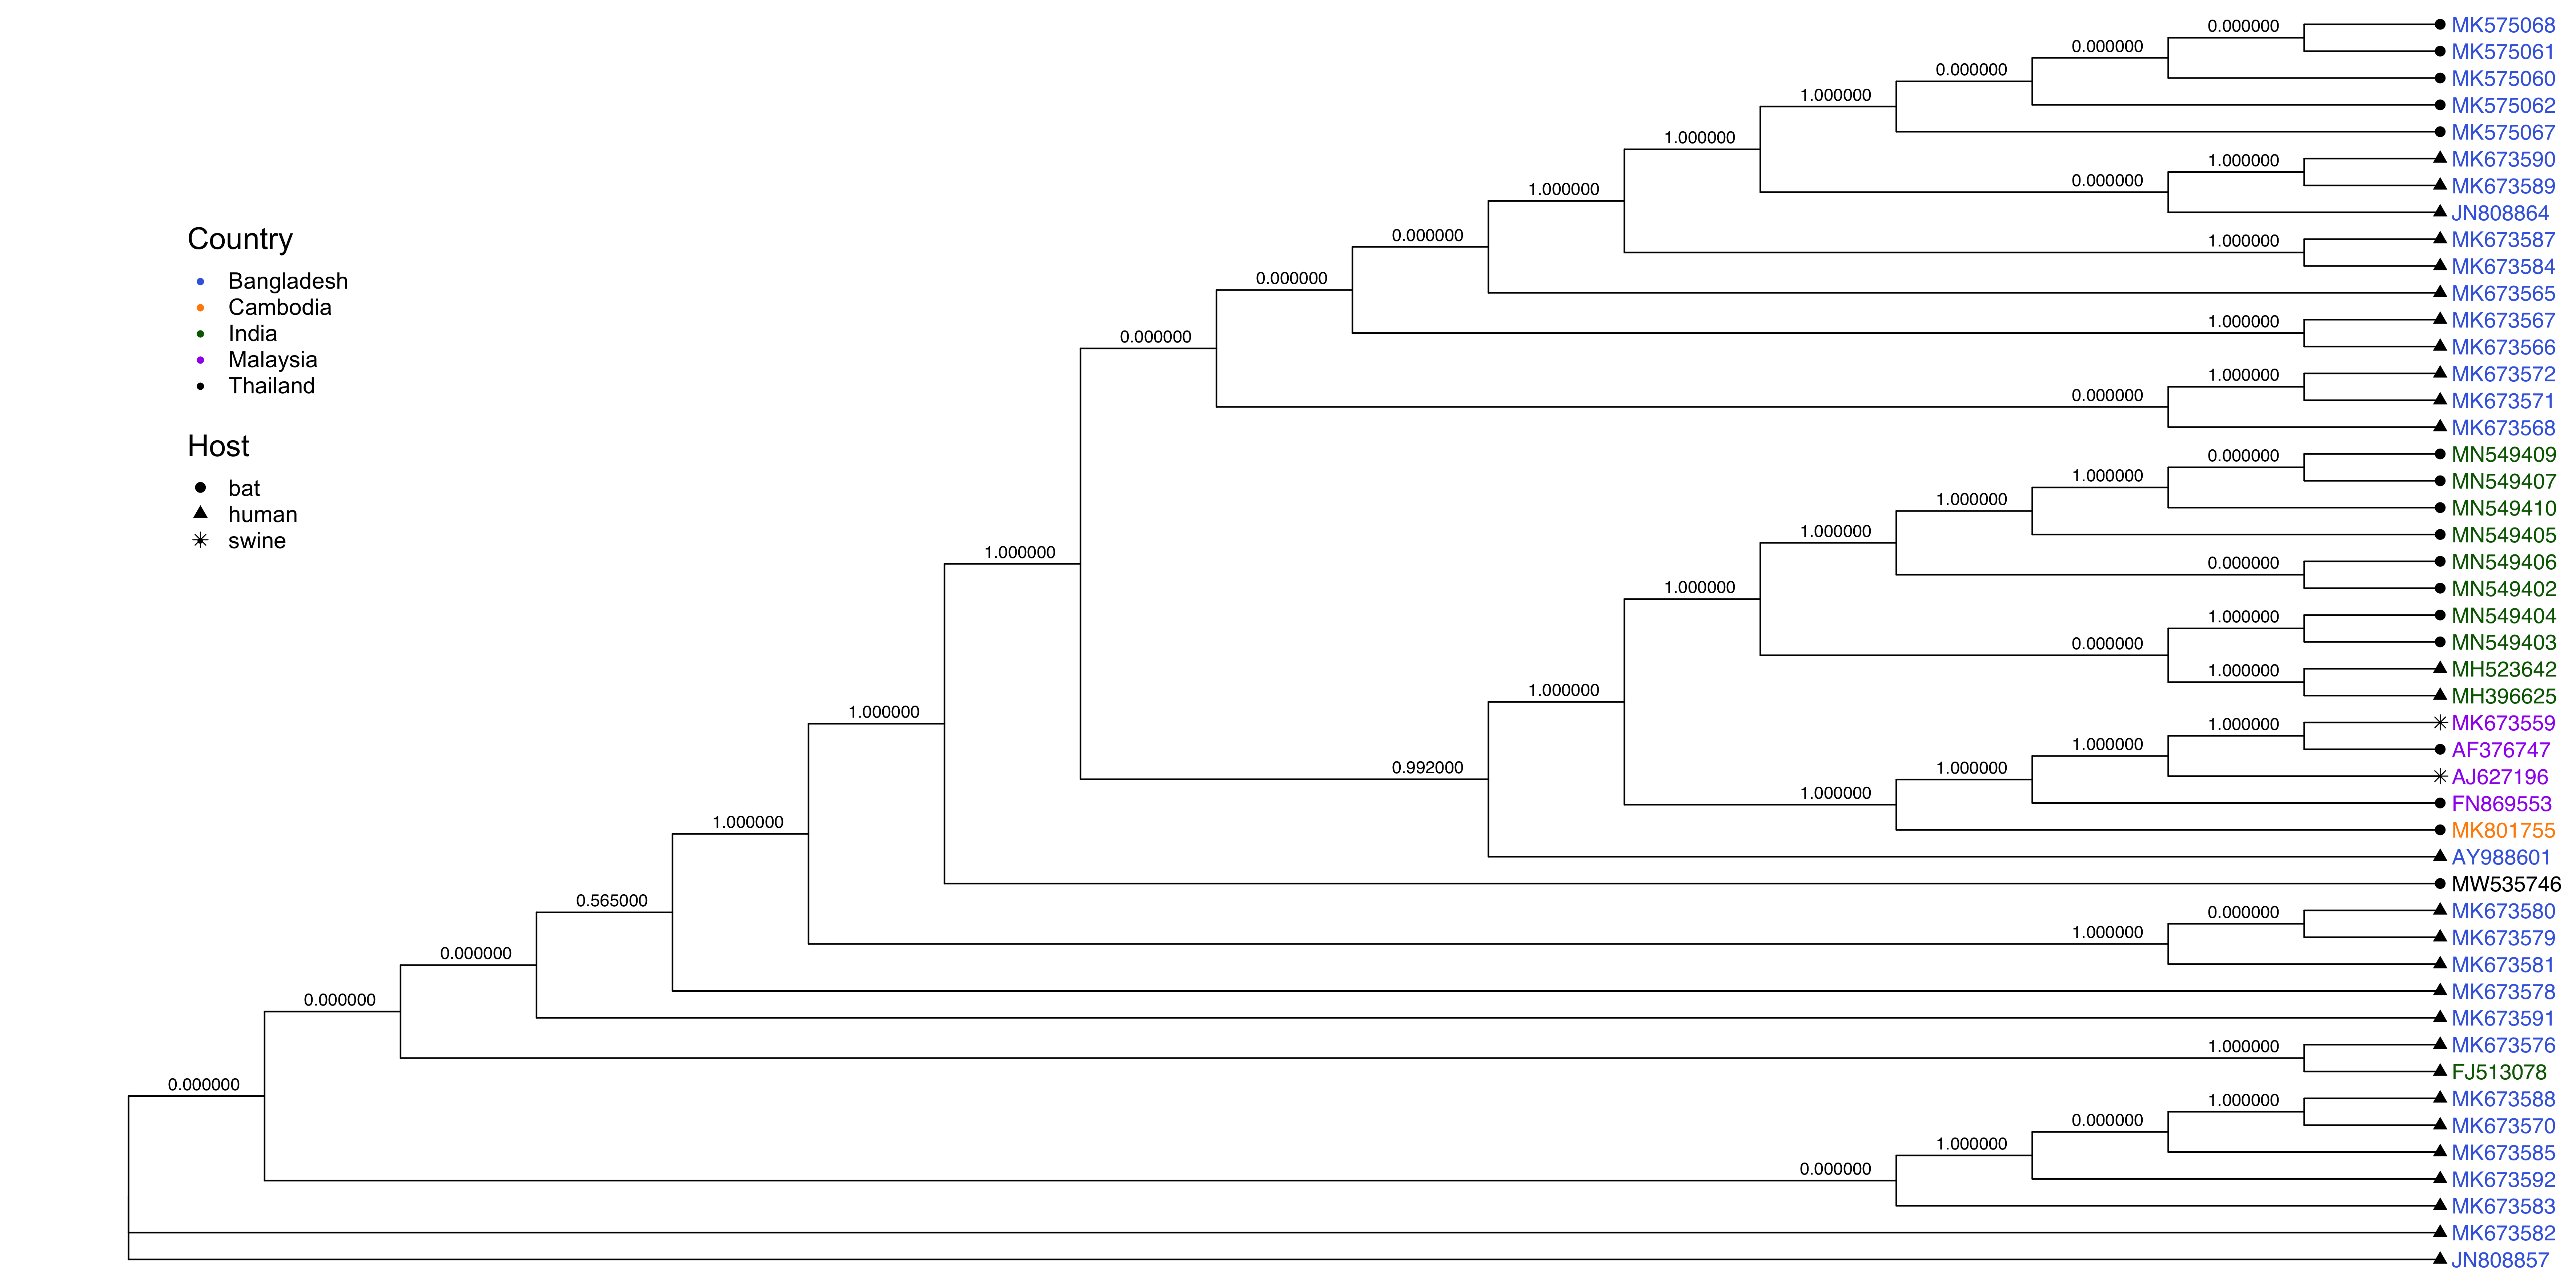 0.000000 MK575068
0.000000 MK575061
0.000000 MK575060
1.000000 MK575062
1.000000 MK575067
1.000000 MK673590
1.000000 0.000000 MK673589
JN808864
Country 0.000000 1.000000 MK673587
MK673584
Bangladesh 0.000000 MK673565
Cambodia 1.000000 MK673567
India 0.000000 MK673566
Malaysia 1.000000 MK673572
Thailand 0.000000 MK673571
MK673568
Host 0.000000 MN549409
1.000000 MN549407
bat 1.000000 MN549410
human 1.000000 MN549405
swine 1.000000 0.000000 MN549406
1.000000 MN549402
1.000000 MN549404
0.000000 MN549403
1.000000 MH523642
1.000000 MH396625
1.000000 1.000000 MK673559
1.000000 AF376747
0.992000 1.000000 AJ627196
1.000000 FN869553
1.000000 MK801755
AY988601
MW535746
0.565000 0.000000 MK673580
1.000000 MK673579
0.000000 MK673581
MK673578
0.000000 MK673591
1.000000 MK673576
FJ513078
0.000000 1.000000 MK673588
0.000000 MK673570
1.000000 MK673585
0.000000 MK673592
MK673583
MK673582
JN808857